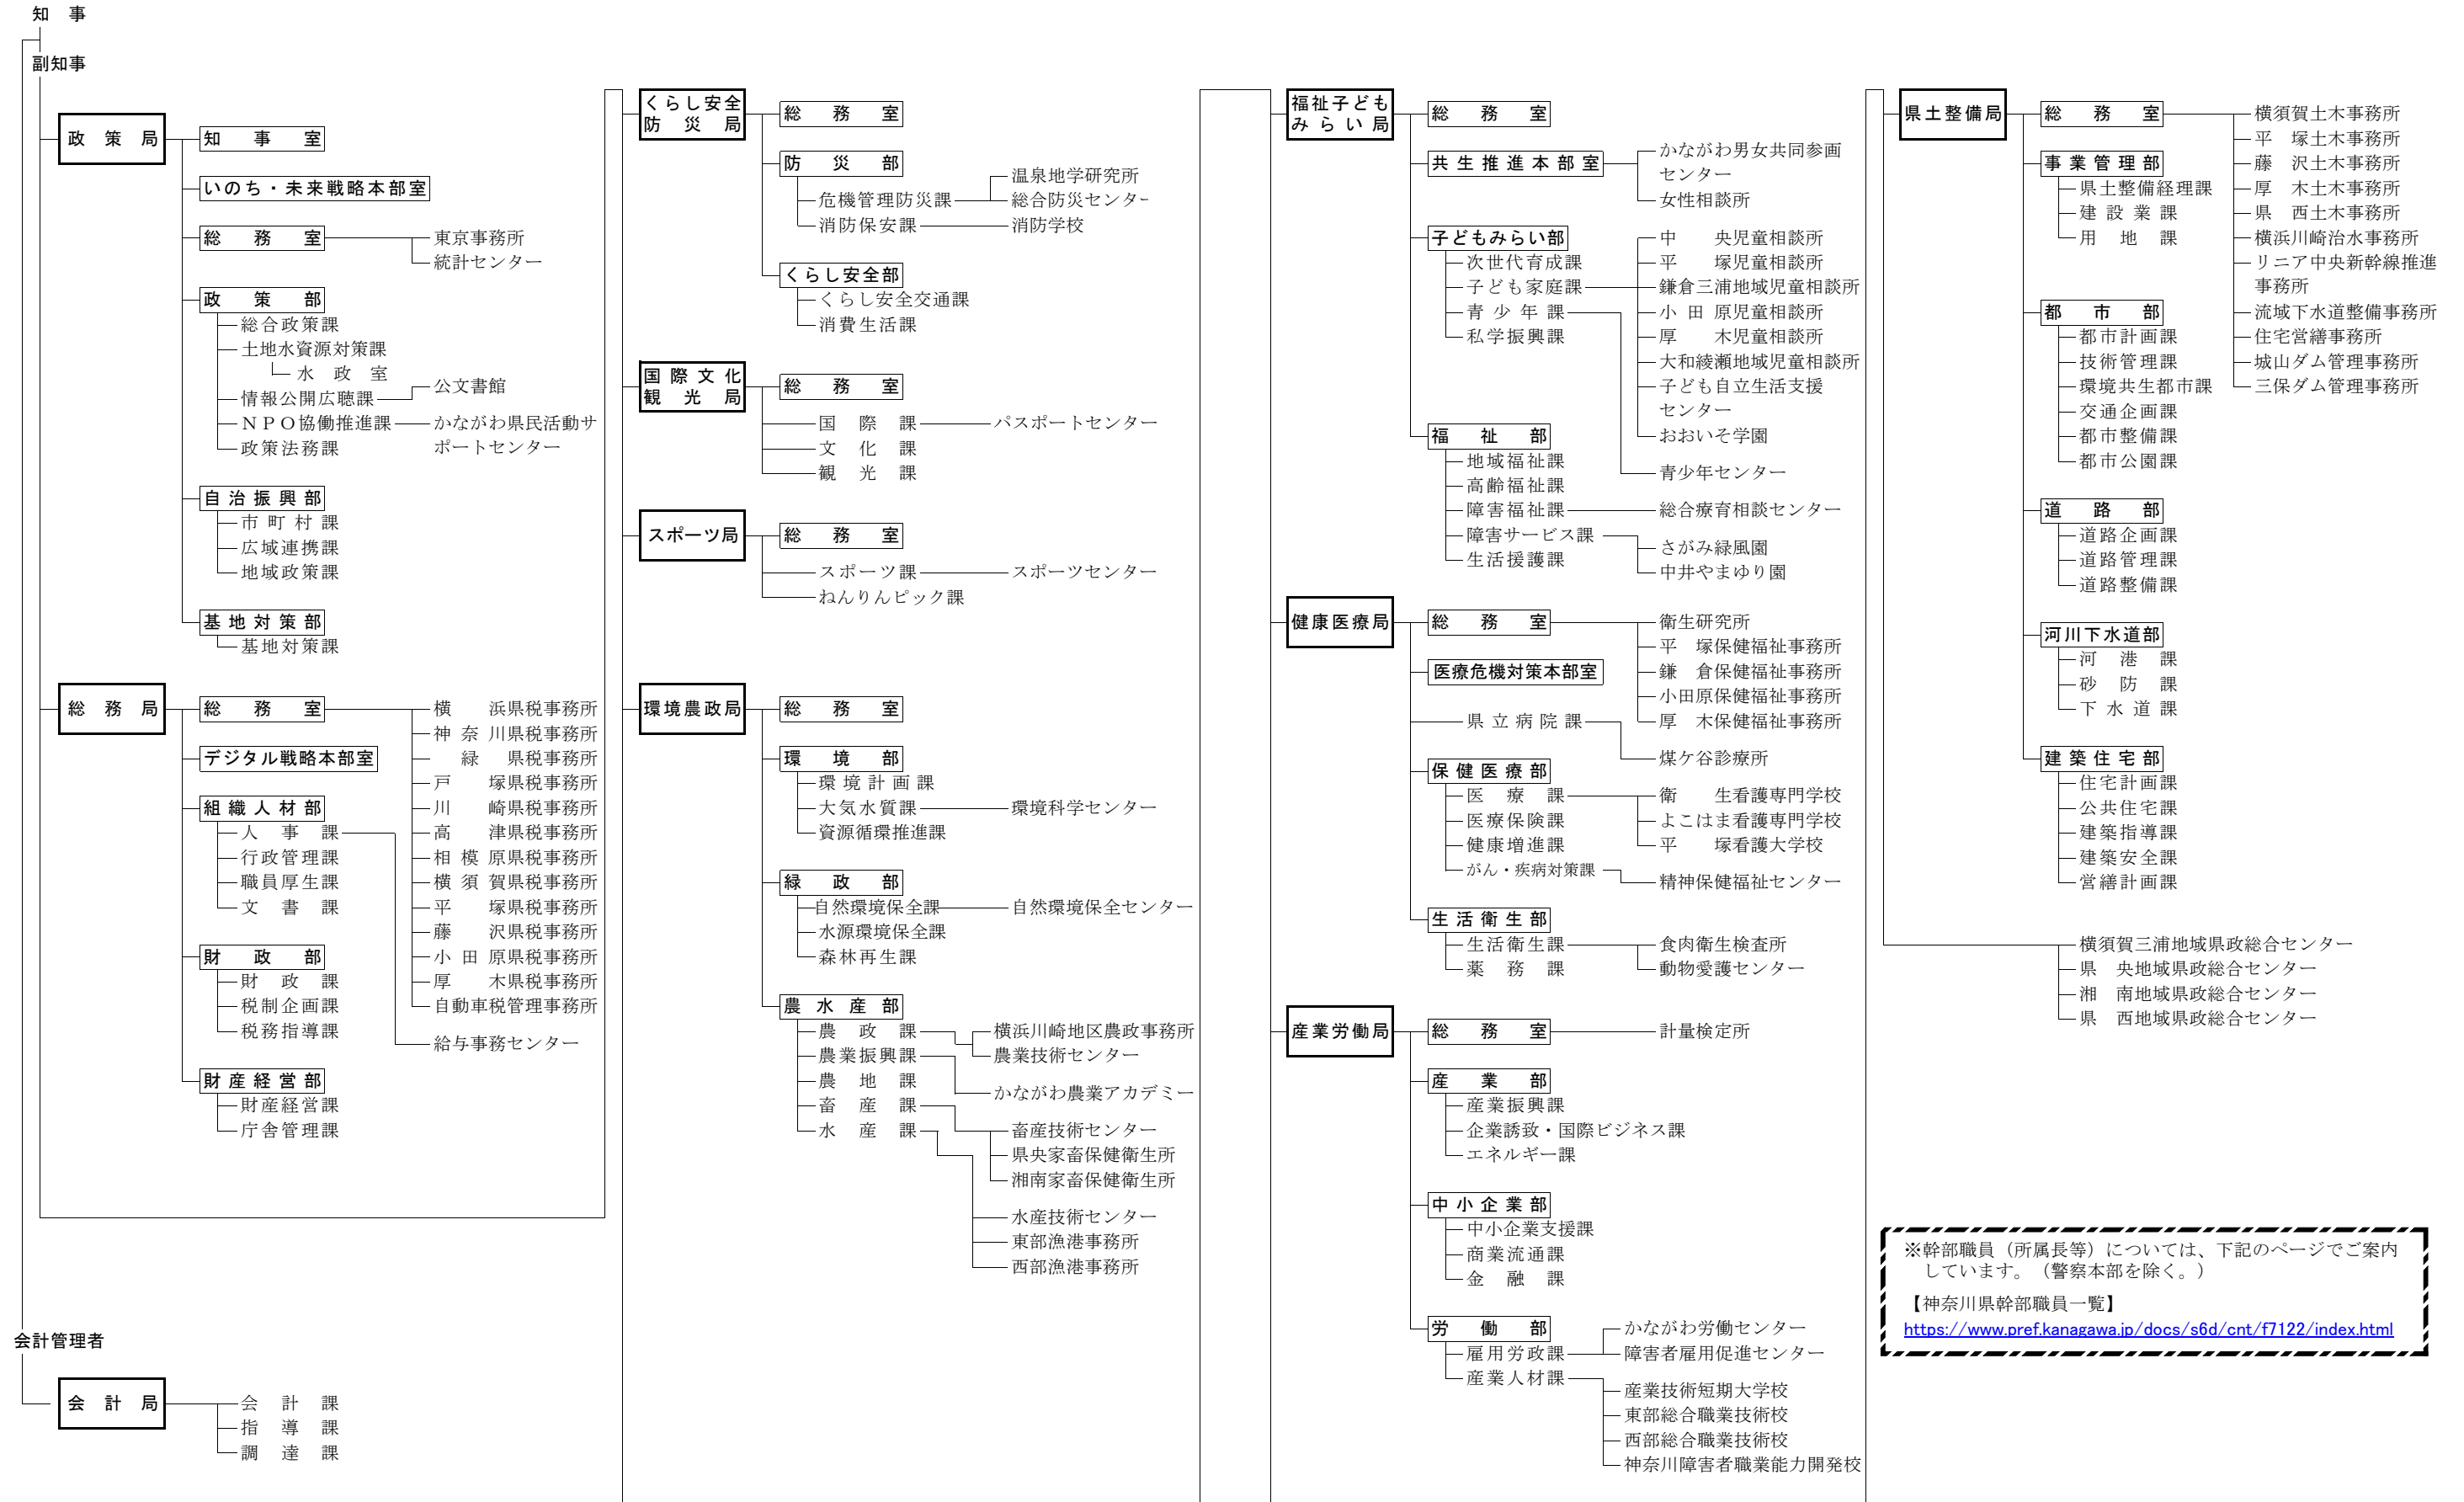 知　事
副知事
政　策　局
知　事　室
いのち・未来戦略本部室
総　務　室
東京事務所
統計センター
政　策　部
総合政策課
土地水資源対策課
水　政　室
情報公開広聴課
公文書館
ＮＰＯ協働推進課
かながわ県民活動サ
ポートセンター
政策法務課
自治振興部
市町村課
広域連携課
地域政策課
基地対策部
基地対策課
総　務　局
総　務　室
横　　浜県税事務所
神奈川県税事務所
緑　県税事務所
戸　　塚県税事務所
川　　崎県税事務所
高　　津県税事務所
相模原県税事務所
横須賀県税事務所
平　　塚県税事務所
藤　　沢県税事務所
小田原県税事務所
厚　　木県税事務所
自動車税管理事務所
デジタル戦略本部室
組織人材部
人　事　課
行政管理課
職員厚生課
文　書　課
給与事務センター
財　政　部
財　政　課
税制企画課
税務指導課
財産経営部
財産経営課
庁舎管理課
会計管理者
会　計　局
会　計　課
指　導　課
調　達　課
くらし安全
防　災　局
総　務　室
防　災　部
危機管理防災課
温泉地学研究所
総合防災センター
消防保安課
消防学校
くらし安全部
くらし安全交通課
消費生活課
国際文化
観　光　局
総　務　室
国　際　課
パスポートセンター
文　化　課
観　光　課
スポーツ局
総　務　室
スポーツ課
スポーツセンター
ねんりんピック課
環境農政局
総　務　室
環　境　部
環境計画課
大気水質課
環境科学センター
資源循環推進課
緑　政　部
自然環境保全課
自然環境保全センター
水源環境保全課
森林再生課
農水産部
農　政　課
横浜川崎地区農政事務所
農業技術センター
農業振興課
かながわ農業アカデミー
農　地　課
畜　産　課
畜産技術センター
県央家畜保健衛生所
湘南家畜保健衛生所
水　産　課
水産技術センター
東部漁港事務所
西部漁港事務所
福祉子ども
みらい局
総　務　室
共生推進本部室
かながわ男女共同参画
センター
女性相談所
子どもみらい部
次世代育成課
子ども家庭課
青少年課
私学振興課
中　　央児童相談所
平　　塚児童相談所
鎌倉三浦地域児童相談所
小田原児童相談所
厚　　木児童相談所
大和綾瀬地域児童相談所
子ども自立生活支援
センター
おおいそ学園
青少年センター
福　祉　部
地域福祉課
高齢福祉課
障害福祉課
総合療育相談センター
障害サービス課
さがみ緑風園
中井やまゆり園
生活援護課
健康医療局
総　務　室
衛生研究所
平　塚保健福祉事務所
鎌　倉保健福祉事務所
小田原保健福祉事務所
厚　木保健福祉事務所
医療危機対策本部室
県立病院課
煤ケ谷診療所
保健医療部
医　療　課
衛　　生看護専門学校
よこはま看護専門学校
平　　塚看護大学校
医療保険課
健康増進課
がん・疾病対策課
精神保健福祉センター
生活衛生部
生活衛生課
食肉衛生検査所
動物愛護センター
薬　務　課
産業労働局
総　務　室
計量検定所
産　業　部
産業振興課
企業誘致・国際ビジネス課
エネルギー課
中小企業部
中小企業支援課
商業流通課
金　融　課
労　働　部
かながわ労働センター
雇用労政課
障害者雇用促進センター
産業人材課
産業技術短期大学校
東部総合職業技術校
西部総合職業技術校
神奈川障害者職業能力開発校
県土整備局
総　務　室
横須賀土木事務所
平　塚土木事務所
藤　沢土木事務所
厚　木土木事務所
県　西土木事務所
横浜川崎治水事務所
リニア中央新幹線推進
事務所
流域下水道整備事務所
住宅営繕事務所
城山ダム管理事務所
三保ダム管理事務所
事業管理部
県土整備経理課
建設業課
用　地　課
都　市　部
都市計画課
技術管理課
環境共生都市課
交通企画課
都市整備課
都市公園課
道　路　部
道路企画課
道路管理課
道路整備課
河川下水道部
河　港　課
砂　防　課
下水道課
建築住宅部
住宅計画課
公共住宅課
建築指導課
建築安全課
営繕計画課
横須賀三浦地域県政総合センター
県　央地域県政総合センター
湘　南地域県政総合センター
県　西地域県政総合センター
※幹部職員（所属長等）については、下記のページでご案内
しています。（警察本部を除く。）
【神奈川県幹部職員一覧】
https://www.pref.kanagawa.jp/docs/s6d/cnt/f7122/index.html